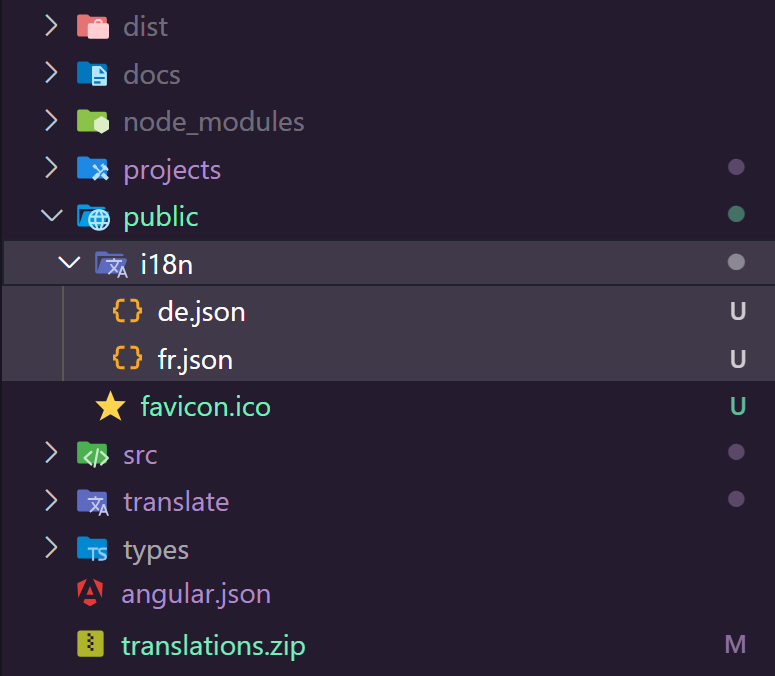 dist
docs
node_modules
projects
public
i18n
de.json U
fr.json U
favicon.ico U
src
translate
types
angular.json
translations.zip M